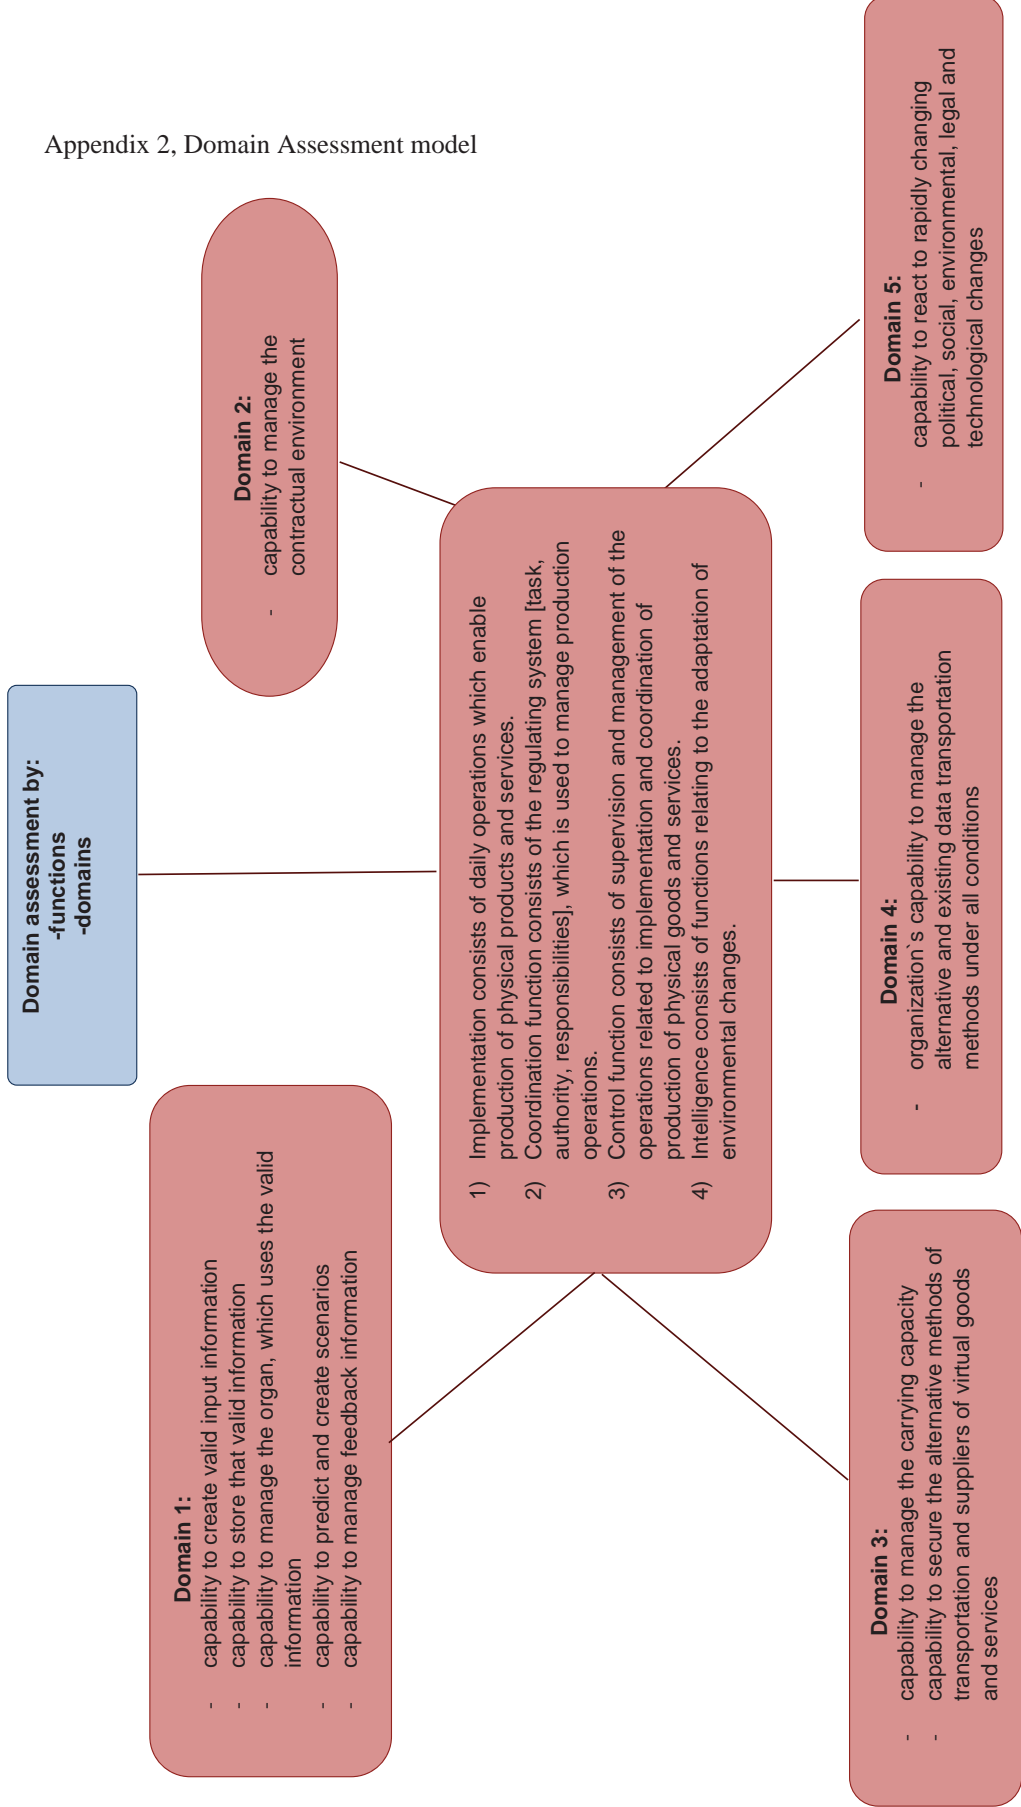 Appendix 2, Domain Assessment model
Domain assessment by:
-functions
-domains
Domain 1:
- capability to create valid input information
- capability to store that valid information
- capability to manage the organ, which uses the valid
information
- capability to predict and create scenarios
- capability to manage feedback information
Domain 2:
- capability to manage the
contractual environment
1) Implementation consists of daily operations which enable
production of physical products and services.
2) Coordination function consists of the regulating system [task,
authority, responsibilities], which is used to manage production
operations.
3) Control function consists of supervision and management of the
operations related to implementation and coordination of
production of physical goods and services.
4) Intelligence consists of functions relating to the adaptation of
environmental changes.
Domain 3:
- capability to manage the carrying capacity
- capability to secure the alternative methods of
transportation and suppliers of virtual goods
and services
Domain 4:
- organization`s capability to manage the
alternative and existing data transportation
methods under all conditions
Domain 5:
- capability to react to rapidly changing
political, social, environmental, legal and
technological changes